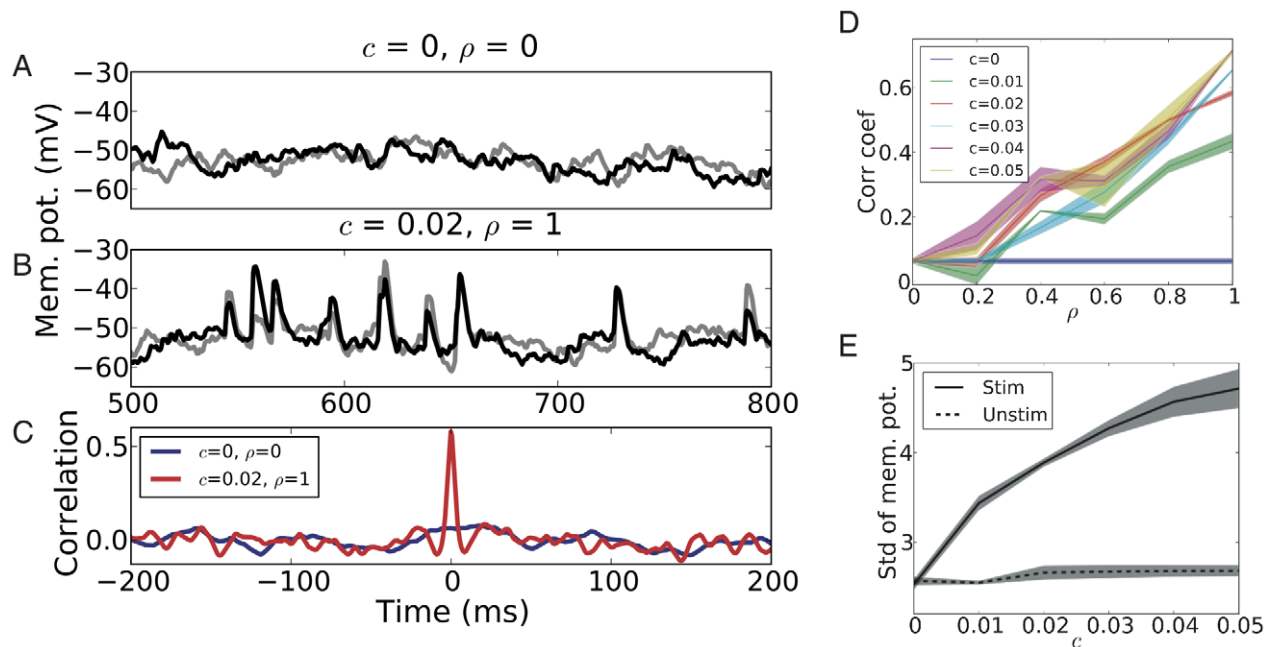 A
c = 0, ρ = 0
−30
−40
−50
−60
Mem. pot. (mV)
c = 0.02, ρ = 1
B
−30
−40
−50
−60
500 600 700 800
C
Correlation
0.5
0.0
c=0, ρ=0
c=0.02, ρ=1
−200 −100 0 100 200
Time (ms)
D
Corr coef
0.6
0.4
0.2
0
c=0
c=0.01
c=0.02
c=0.03
c=0.04
c=0.05
0 0.2 0.4 0.6 0.8 1
ρ
E
Std of mem. pot.
5
4
3
Stim
Unstim
0 0.01 0.02 0.03 0.04 0.05
c